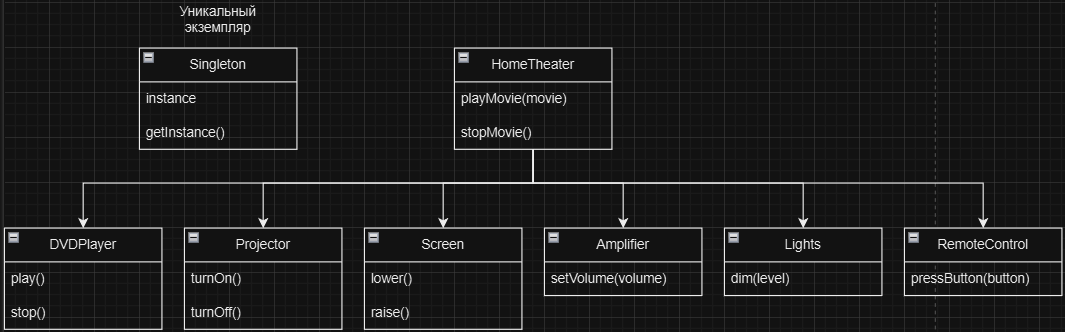 Уникальный
экземпляр
Singleton
instance
getInstance()
HomeTheater
playMovie(movie)
stopMovie()
DVDPlayer
play()
stop()
Projector
turnOn()
turnOff()
Screen
lower()
raise()
Amplifier
setVolume(volume)
Lights
dim(level)
RemoteControl
pressButton(button)